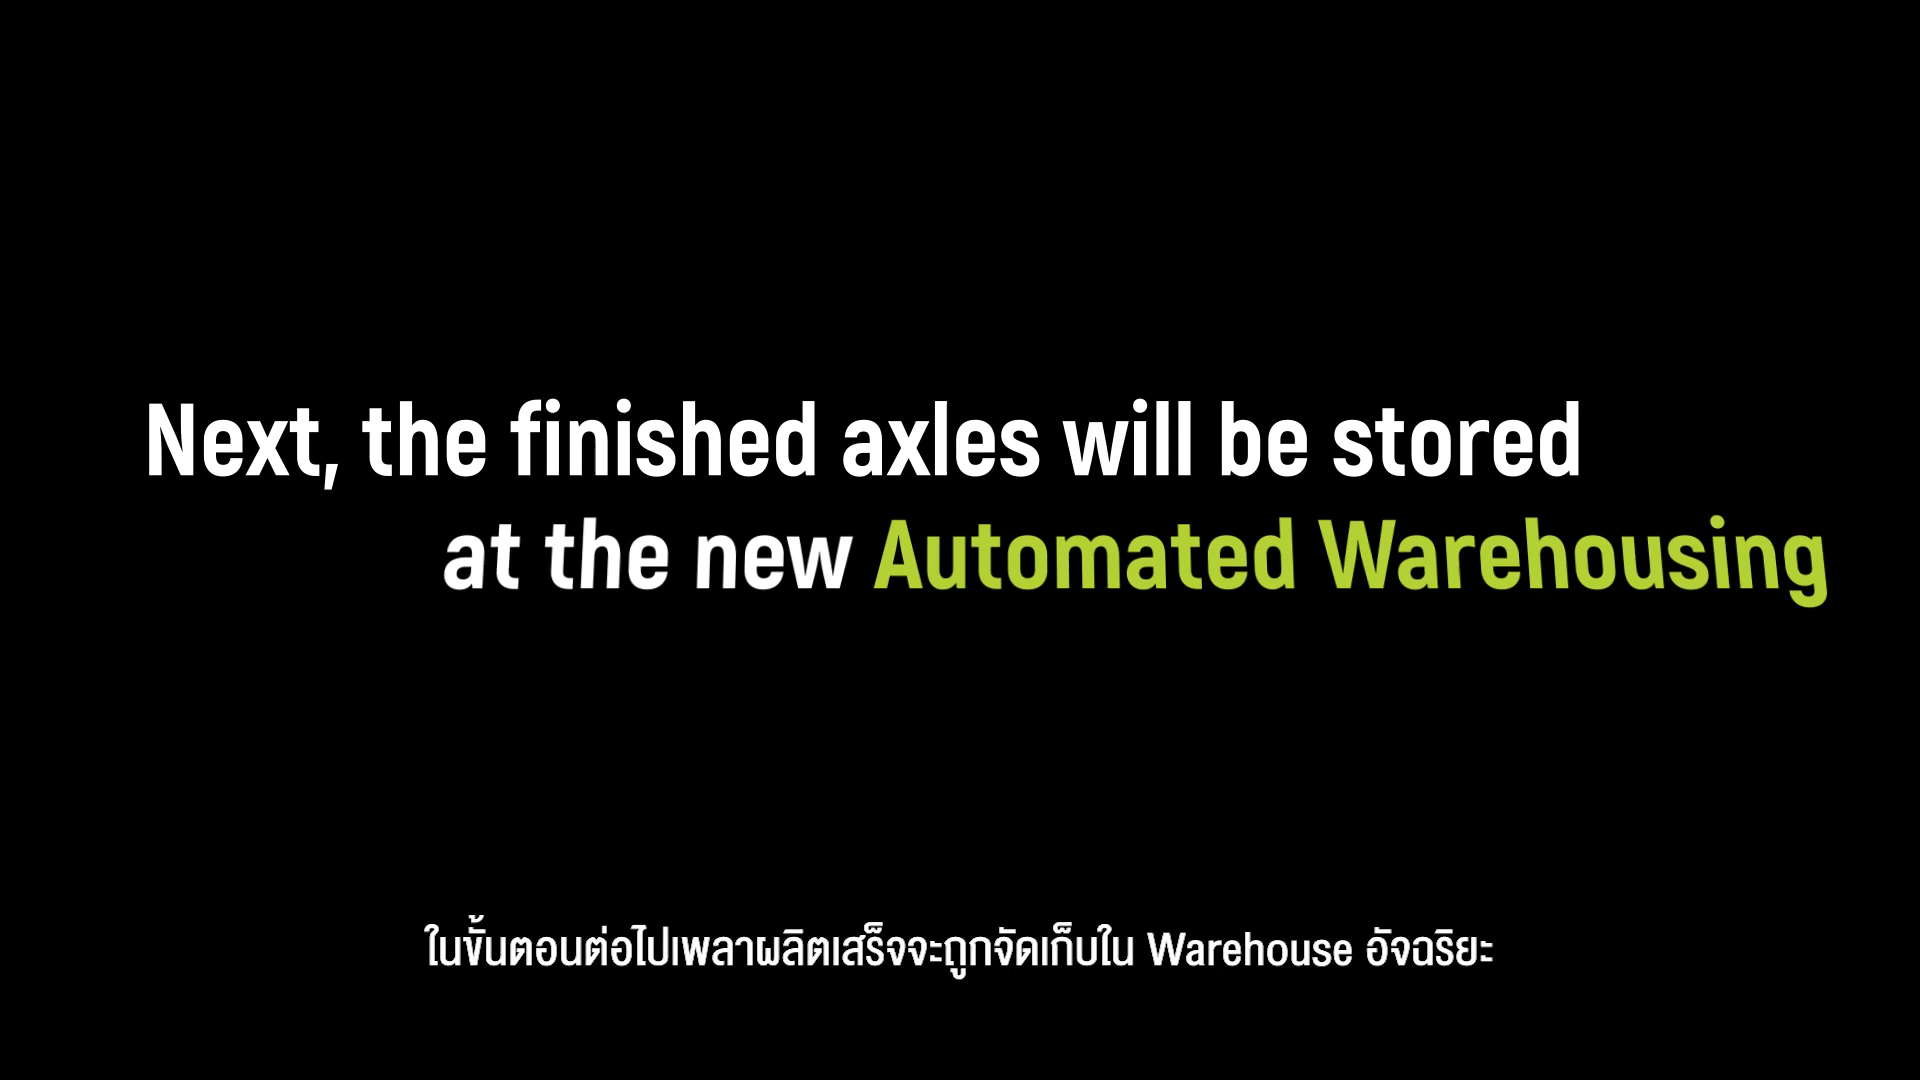 Next, the finished axles will be stored
at the new Automated Warehousing
ในขั้นตอนต่อไปเพลาผลิตเสร็จจะถูกจัดเก็บใน Warehouse อัจฉริยะ